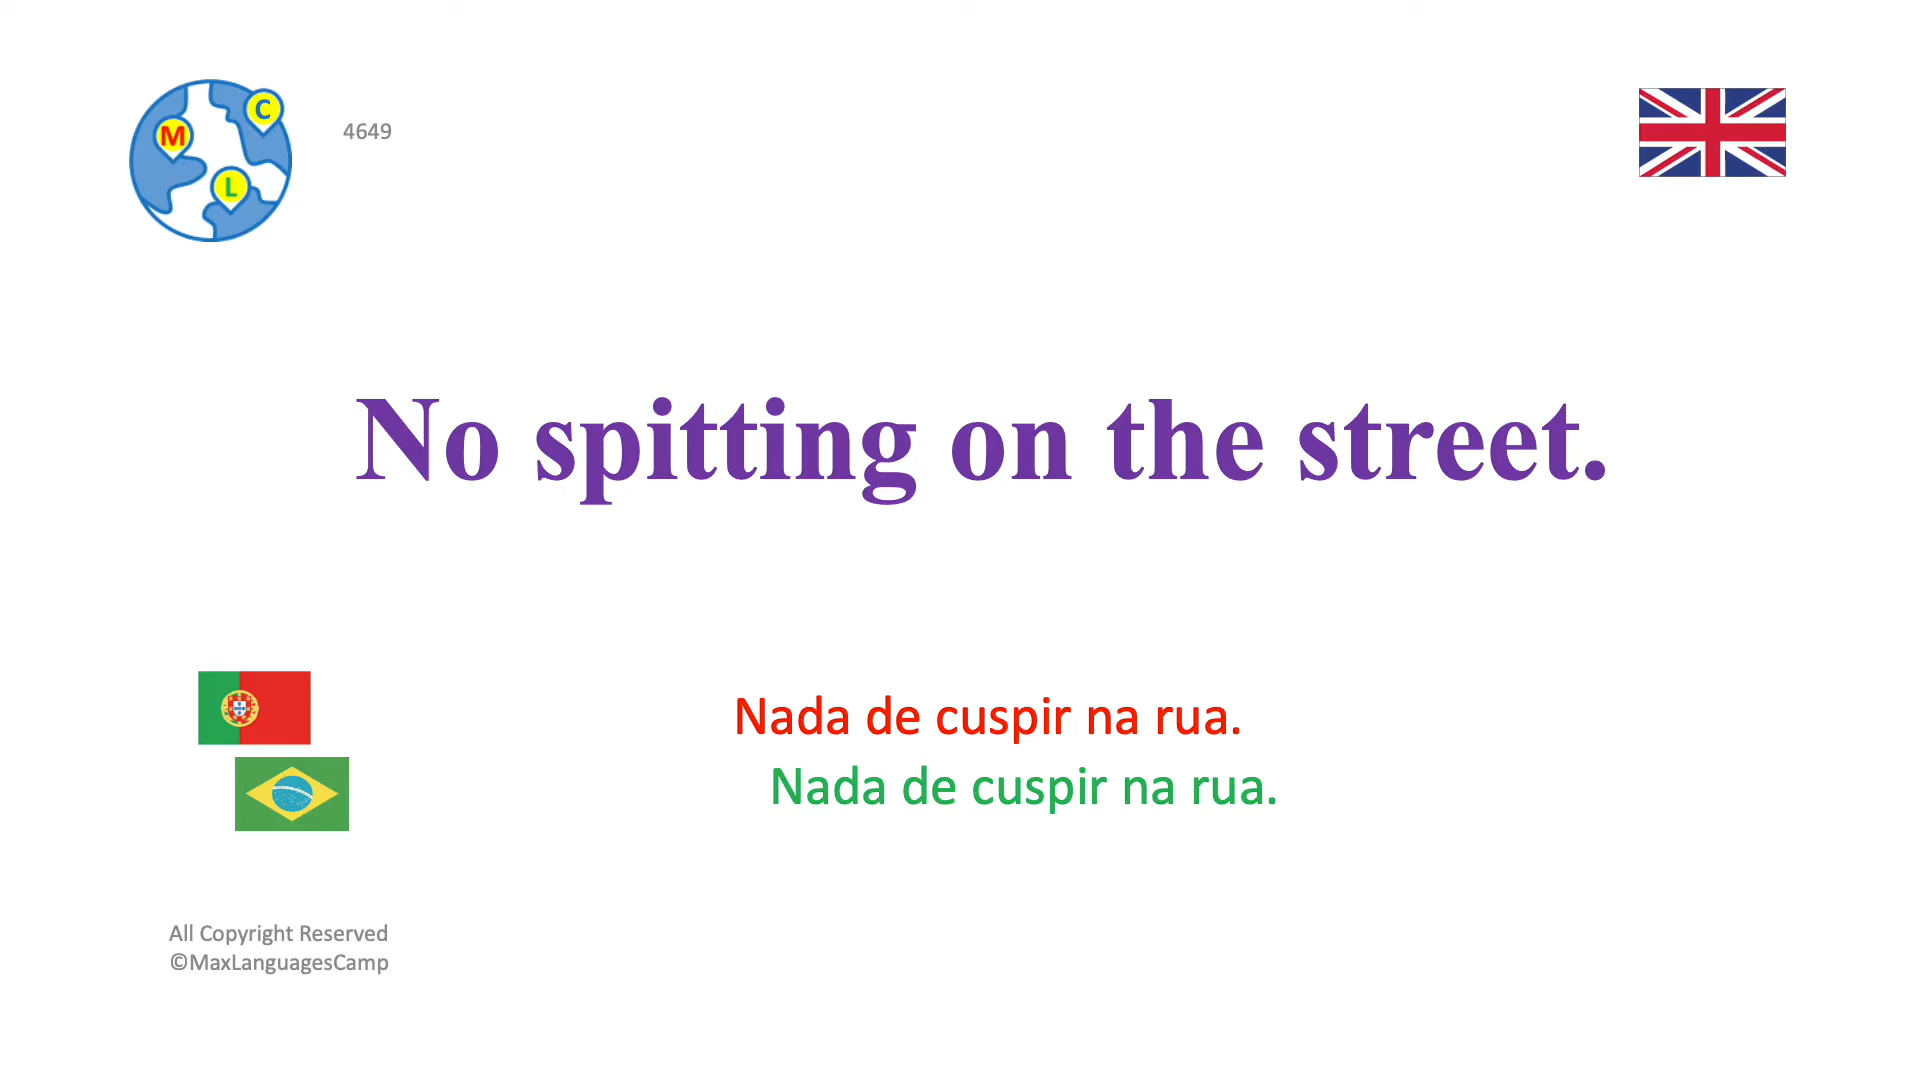 C
M
L
4649
No spitting on the street.
Nada de cuspir na rua.
Nada de cuspir na rua.
All Copyright Reserved
©MaxLanguagesCamp